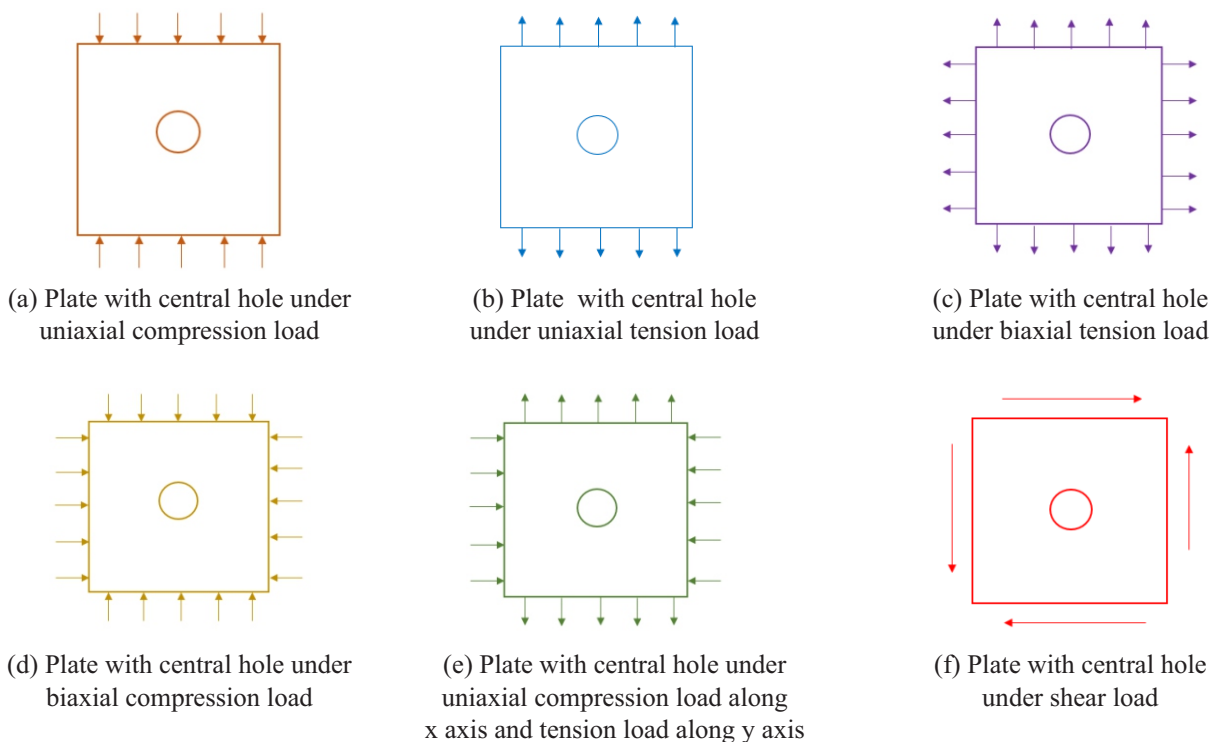 (a) Plate with central hole under
uniaxial compression load
(b) Plate with central hole
under uniaxial tension load
(c) Plate with central hole
under biaxial tension load
(d) Plate with central hole under
biaxial compression load
(e) Plate with central hole under
uniaxial compression load along
x axis and tension load along y axis
(f) Plate with central hole
under shear load